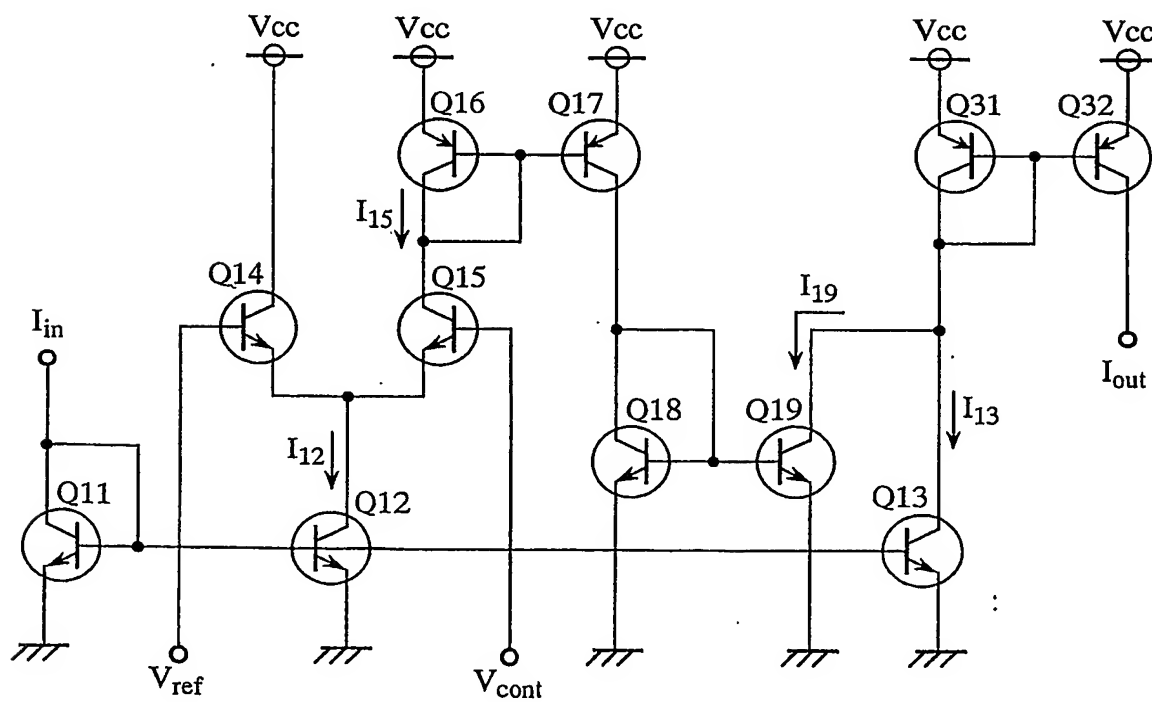 Vcc
Vcc
Vcc
Vcc
Vcc
Q16
Q17
Q31
Q32
I15
Q14
Q15
I19
Iin
Iout
Q18
Q19
I13
I12
Q11
Q12
Q13
Vref
Vcont